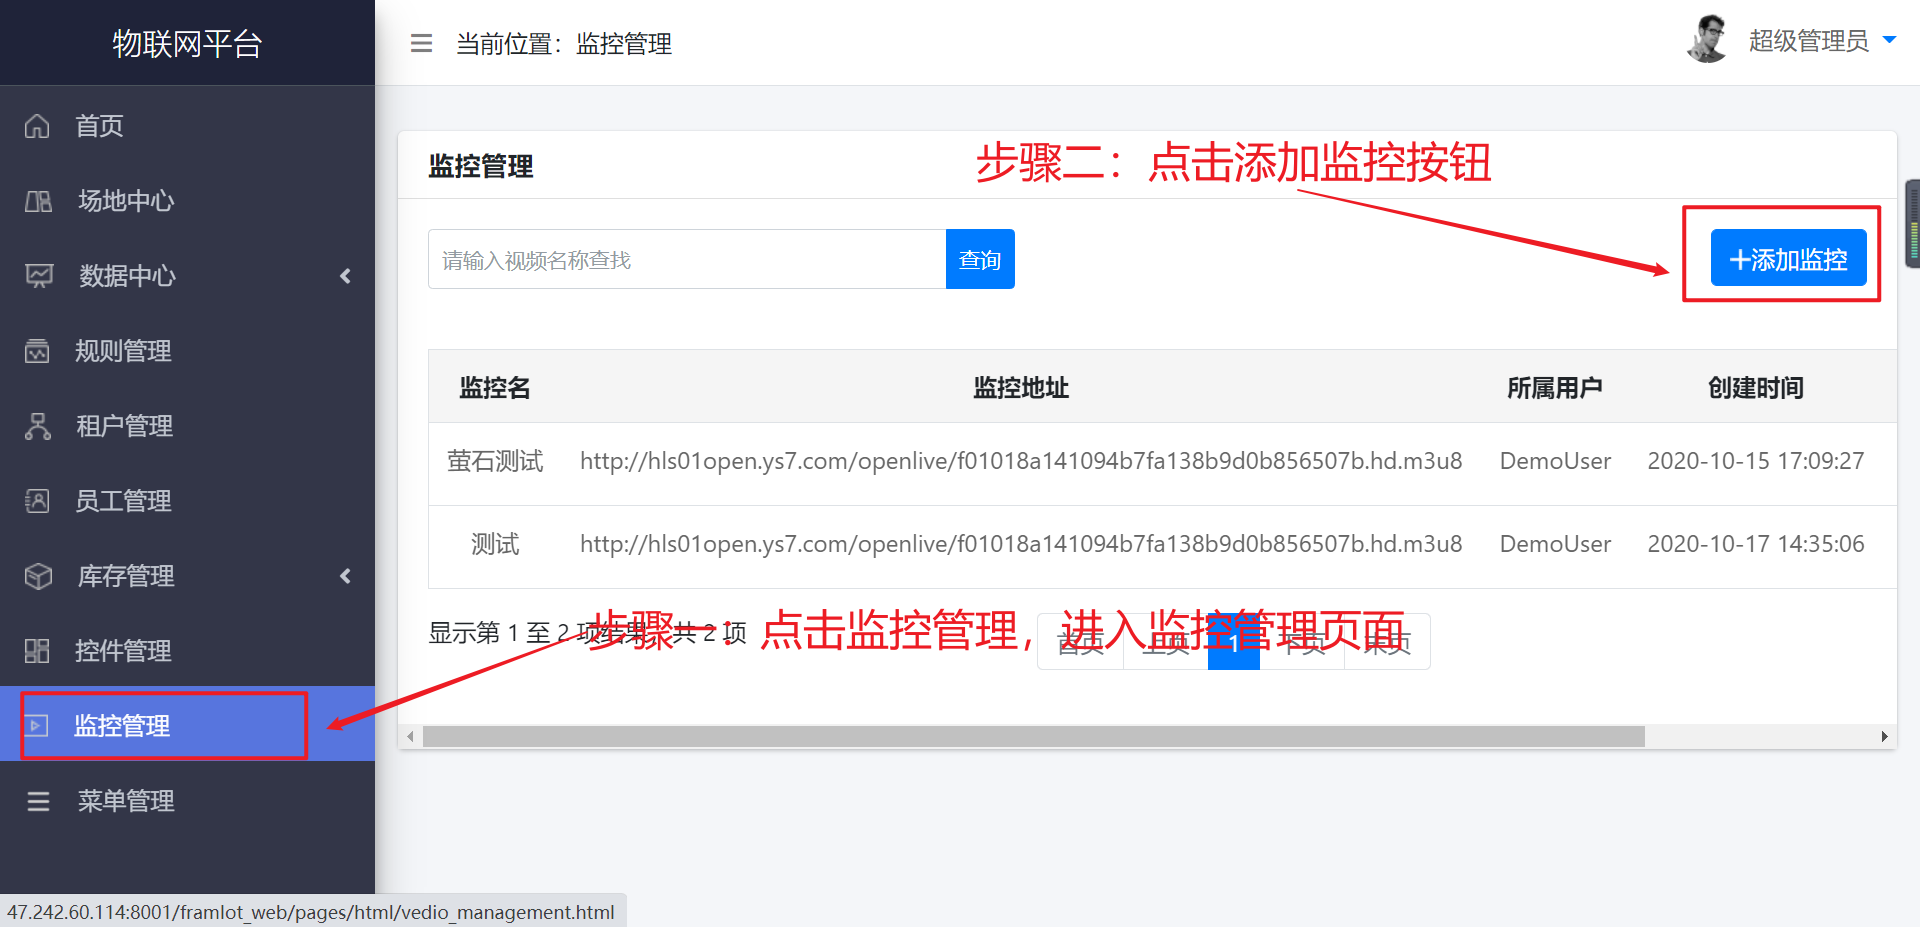 物联网平台
当前位置：监控管理
超级管理员
首页
场地中心
数据中心
规则管理
租户管理
员工管理
库存管理
控件管理
监控管理
菜单管理
监控管理
步骤二：点击添加监控按钮
请输入视频名称查找
查询
+添加监控
监控名 监控地址 所属用户 创建时间
萤石测试 http://hls01open.ys7.com/openlive/f01018a141094b7fa138b9d0b856507b.hd.m3u8 DemoUser 2020-10-15 17:09:27
测试 http://hls01open.ys7.com/openlive/f01018a141094b7fa138b9d0b856507b.hd.m3u8 DemoUser 2020-10-17 14:35:06
步骤一：点击监控管理，进入监控管理页面
显示第 1 至 2 项结果，共 2 项
首页 上页 1 下页 末页
47.242.60.114:8001/framlot_web/pages/html/vedio_management.html